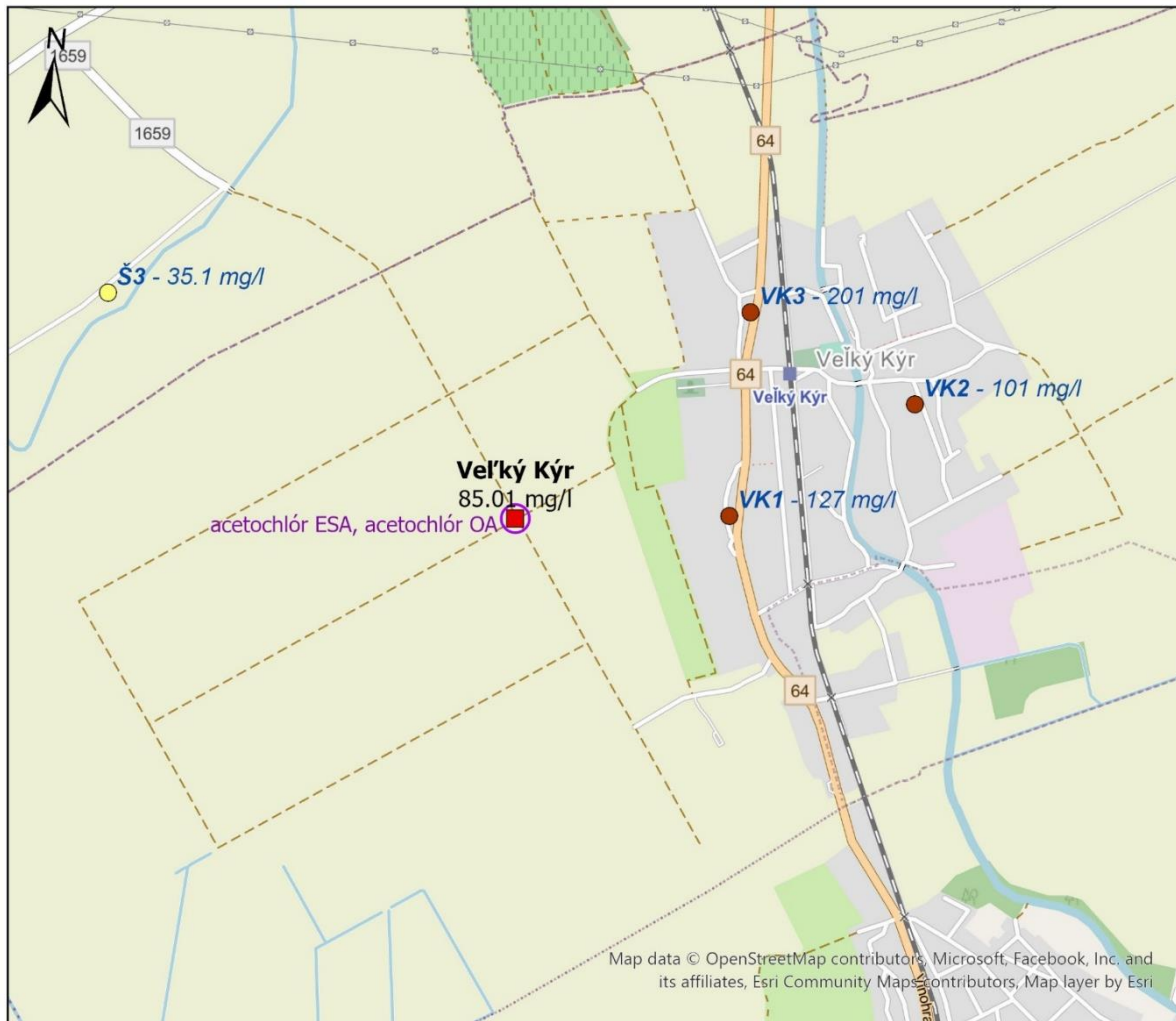 N
1659
1659
64
Š3 - 35.1 mg/l
VK3 - 201 mg/l
64
Veľký Kýr
Veľký Kýr
VK2 - 101 mg/l
Veľký Kýr
85.01 mg/l
acetochlór ESA, acetochlór OA
VK1 - 127 mg/l
64
Map data © OpenStreetMap contributors, Microsoft, Facebook, Inc. and
its affiliates, Esri Community Maps contributors, Map layer by Esri